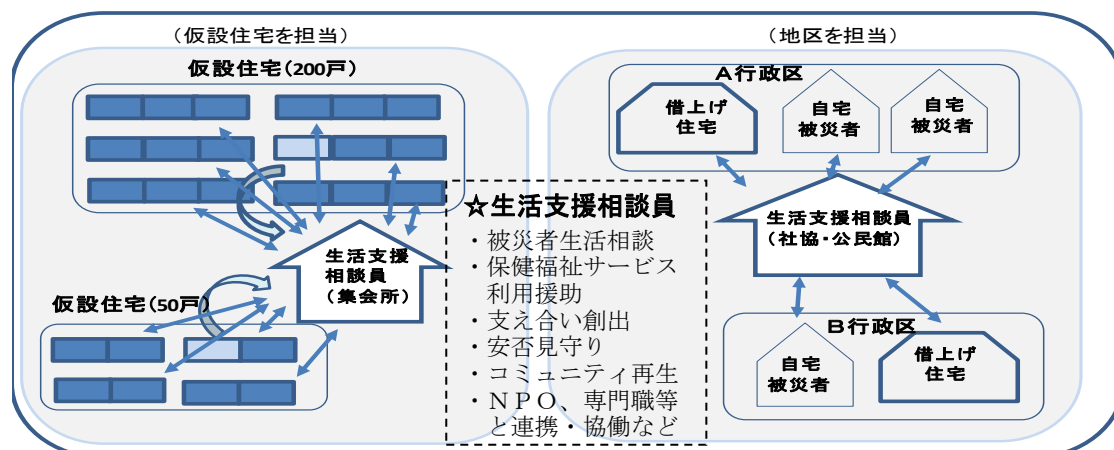 （仮設住宅を担当）
仮設住宅（200戸）
生活支援
相談員
（集会所）
仮設住宅（50戸）
☆生活支援相談員
・被災者生活相談
・保健福祉サービス
利用援助
・支え合い創出
・安否見守り
・コミュニティ再生
・ＮＰＯ、専門職等
と連携・協働など
（地区を担当）
Ａ行政区
借上げ
住宅
自宅
被災者
自宅
被災者
生活支援相談員
（社協・公民館）
Ｂ行政区
自宅
被災者
借上げ
住宅